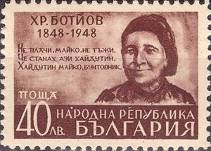 ХР. БОТЙОВ
1848-1948
НЕ ПЛАЧИ, МАЙКО, НЕ ТЪЖИ,
ЧЕ СТАНАХ АЗИ ХАЙДУТИН,
ХАЙДУТИН МАЙКО, БУНТОВНИК.
ПОЩА
40 ЛВ.
НАРОДНА РЕПУБЛИКА
БЪЛГАРИЯ